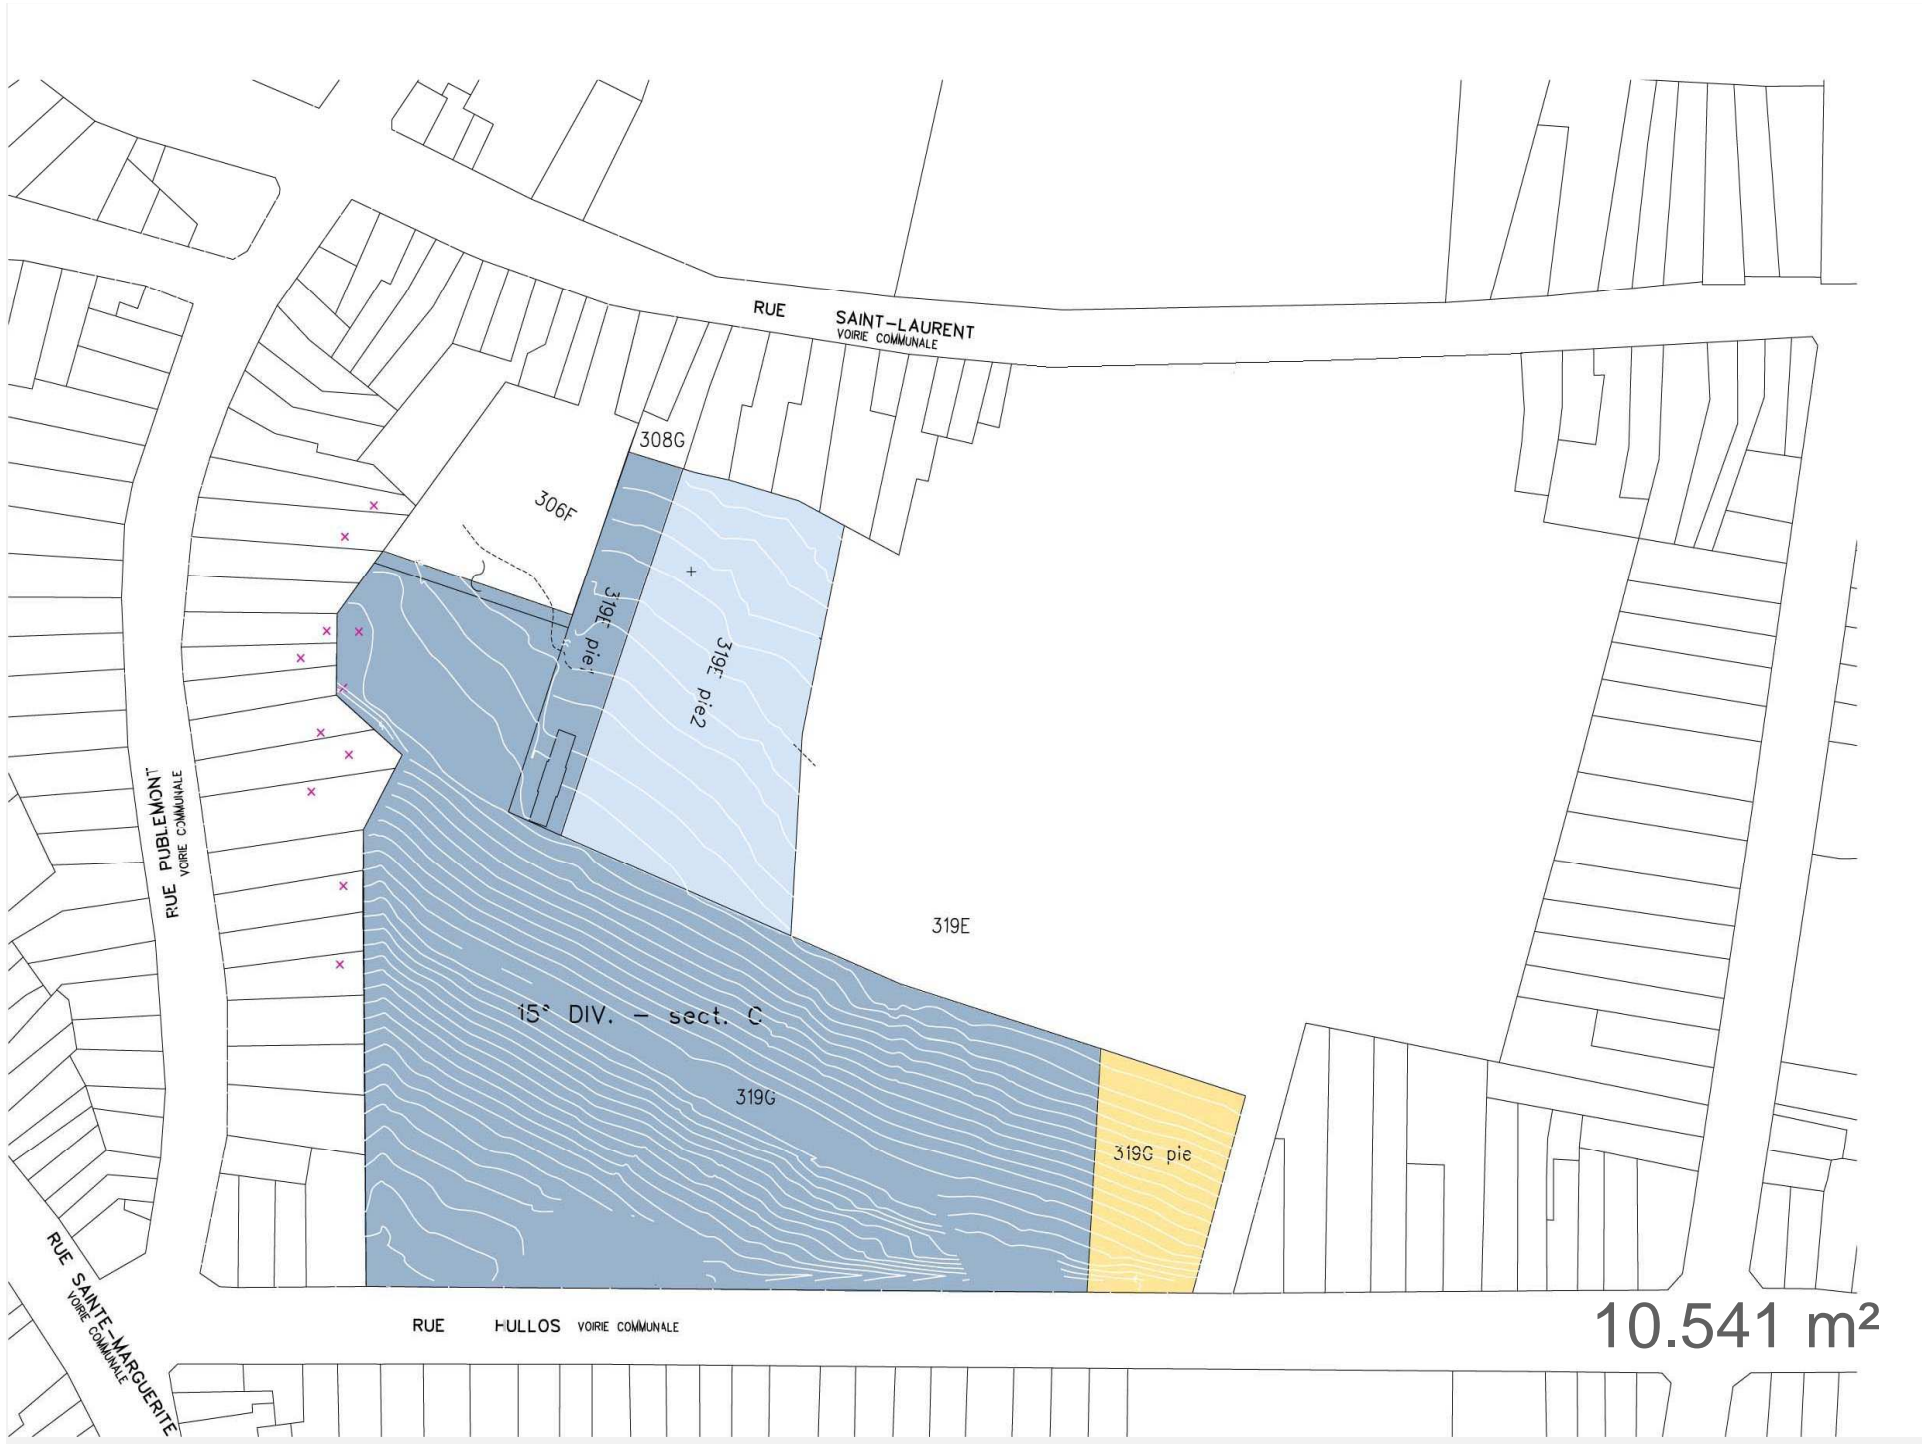 RUE SAINT-LAURENT
VOIRIE COMMUNALE
308G
306F
319E pie
319E pie2
RUE PUBLEMONT
VOIRIE COMMUNALE
319E
15° DIV. - sect. C
319G
319G pie
RUE SAINTE-MARGUERITE
VOIRIE COMMUNALE
RUE HULLOS VOIRIE COMMUNALE
10.541 m²